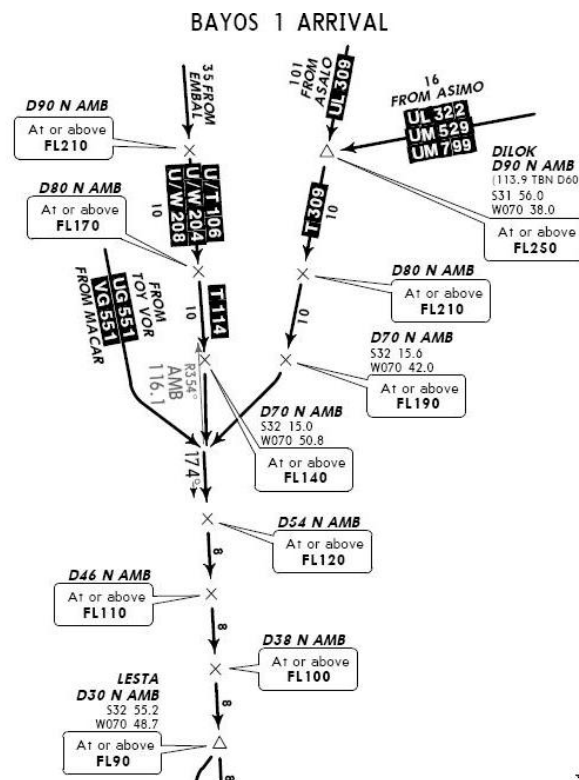 BAYOS 1 ARRIVAL
35 FROM
EMBAL
101
FROM
ASALO
UL 309
16
FROM ASIMO
UL 322
UM 529
UM 799
D90 N AMB
At or above
FL210
DILOK
D90 N AMB
(113.9 TBN D60
S31 56.0
W070 38.0
At or above
FL250
U/T 106
U/W 204
U/W 208
10
T 309
10
D80 N AMB
At or above
FL170
D80 N AMB
At or above
FL210
FROM
TOY VOR
UG 551
VG 551
FROM MACAR
T 114
10
10
R354°
AMB
116.1
D70 N AMB
S32 15.6
W070 42.0
At or above
FL190
D70 N AMB
S32 15.0
W070 50.8
At or above
FL140
174°
D54 N AMB
At or above
FL120
8
D46 N AMB
At or above
FL110
8
D38 N AMB
At or above
FL100
8
LESTA
D30 N AMB
S32 55.2
W070 48.7
At or above
FL90
8